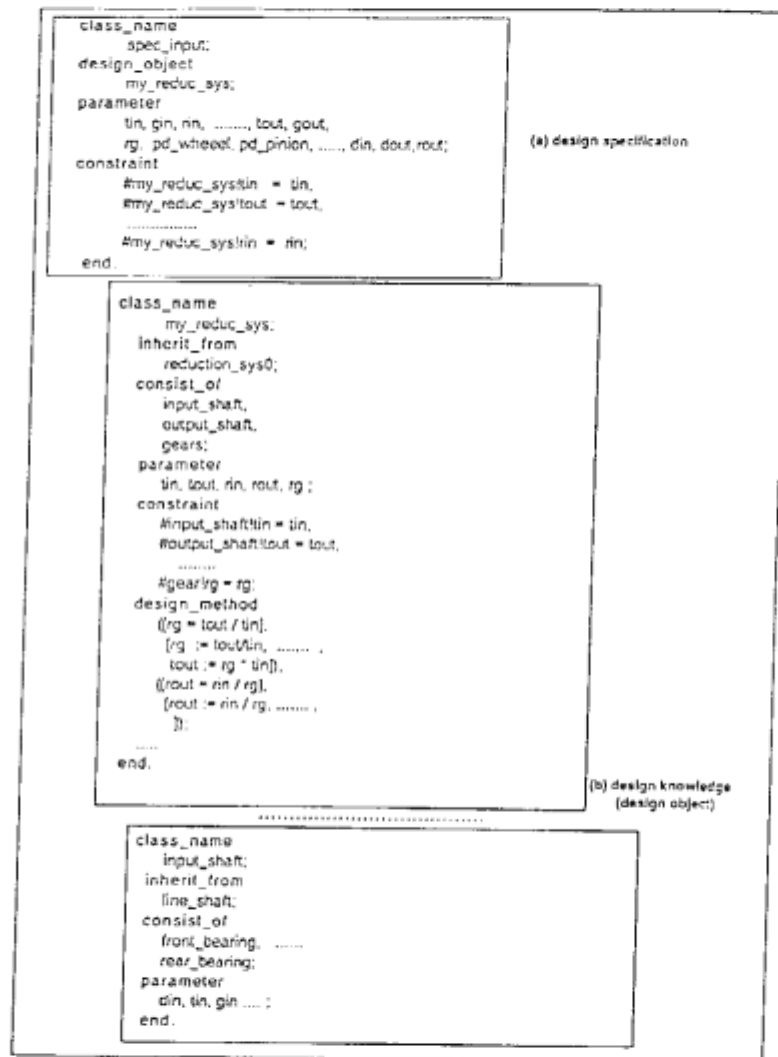 class_name
spec_input;
design_object
my_reduc_sys;
parameter
tin, gin, rin, ........, tout, gout,
rg, pd_wheeel, pd_pinion, ....., din, dout,rout;
constraint
#my_reduc_sys!tin = tin,
#my_reduc_sys!tout = tout,
................
#my_reduc_sys!rin = rin;
end.
(a) design specification
class_name
my_reduc_sys;
inherit_from
reduction_sys0;
consist_of
input_shaft,
output_shaft,
gears;
parameter
tin, tout, rin, rout, rg ;
constraint
#input_shaft!tin = tin,
#output_shaft!tout = tout,
........
#gear!rg = rg;
design_method
([rg = tout / tin],
[rg := tout/tin, ........ ,
tout := rg * tin]),
([rout = rin / rg],
[rout := rin / rg, ........ ,
]);
.....
end.
(b) design knowledge
(design object)
........................................
class_name
input_shaft;
inherit_from
line_shaft;
consist_of
front_bearing, ......
rear_bearing;
parameter
din, tin, gin .... ;
end.